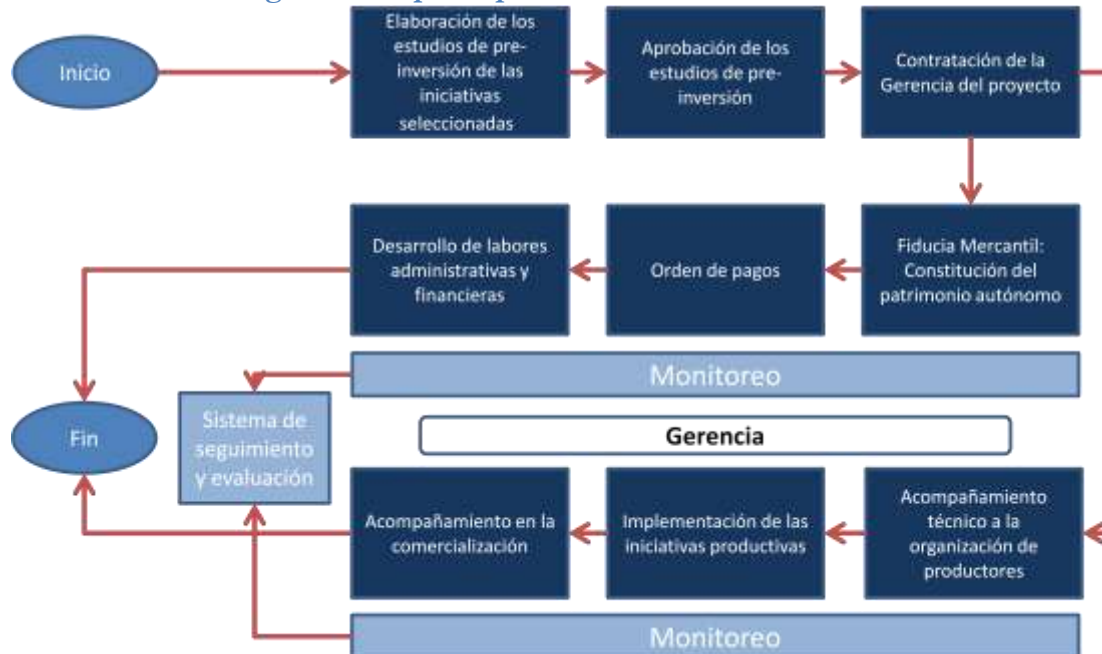 Inicio
Elaboración de los
estudios de pre-
inversión de las
iniciativas
seleccionadas
Aprobación de los
estudios de pre-
inversión
Contratación de la
Gerencia del proyecto
Desarrollo de labores
administrativas y
financieras
Orden de pagos
Fiducia Mercantil:
Constitución del
patrimonio autónomo
Monitoreo
Fin
Sistema de
seguimiento
y evaluación
Gerencia
Acompañamiento en la
comercialización
Implementación de las
iniciativas productivas
Acompañamiento
técnico a la
organización de
productores
Monitoreo